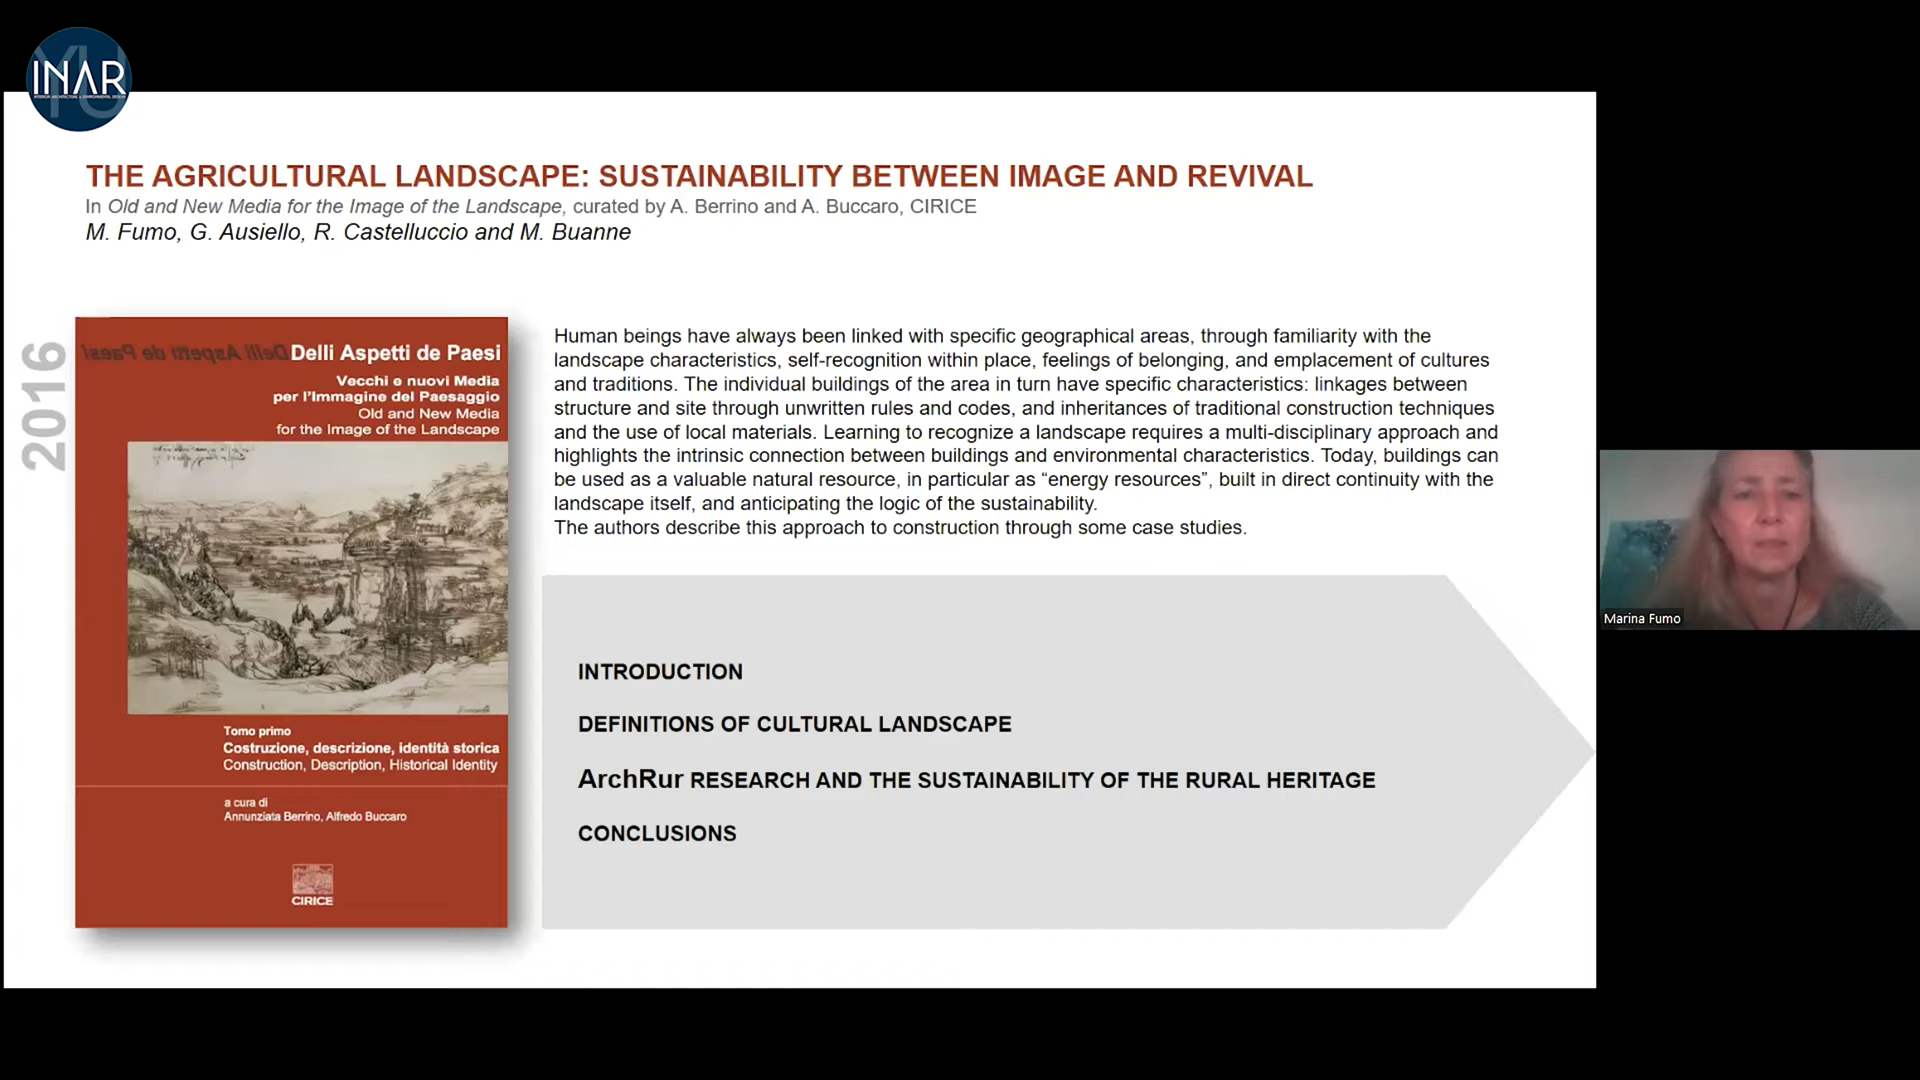 INAR
THE AGRICULTURAL LANDSCAPE: SUSTAINABILITY BETWEEN IMAGE AND REVIVAL
In Old and New Media for the Image of the Landscape, curated by A. Berrino and A. Buccaro, CIRICE
M. Fumo, G. Ausiello, R. Castelluccio and M. Buanne
2016
Delli Aspetti de Paesi
Delli Aspetti de Paesi
Vecchi e nuovi Media
per l'Immagine del Paesaggio
Old and New Media
for the Image of the Landscape
Tomo primo
Costruzione, descrizione, identità storica
Construction, Description, Historical Identity
a cura di
Annunziata Berrino, Alfredo Buccaro
CIRICE
Human beings have always been linked with specific geographical areas, through familiarity with the
landscape characteristics, self-recognition within place, feelings of belonging, and emplacement of cultures
and traditions. The individual buildings of the area in turn have specific characteristics: linkages between
structure and site through unwritten rules and codes, and inheritances of traditional construction techniques
and the use of local materials. Learning to recognize a landscape requires a multi-disciplinary approach and
highlights the intrinsic connection between buildings and environmental characteristics. Today, buildings can
be used as a valuable natural resource, in particular as “energy resources”, built in direct continuity with the
landscape itself, and anticipating the logic of the sustainability.
The authors describe this approach to construction through some case studies.
INTRODUCTION
DEFINITIONS OF CULTURAL LANDSCAPE
ArchRur RESEARCH AND THE SUSTAINABILITY OF THE RURAL HERITAGE
CONCLUSIONS
Marina Fumo